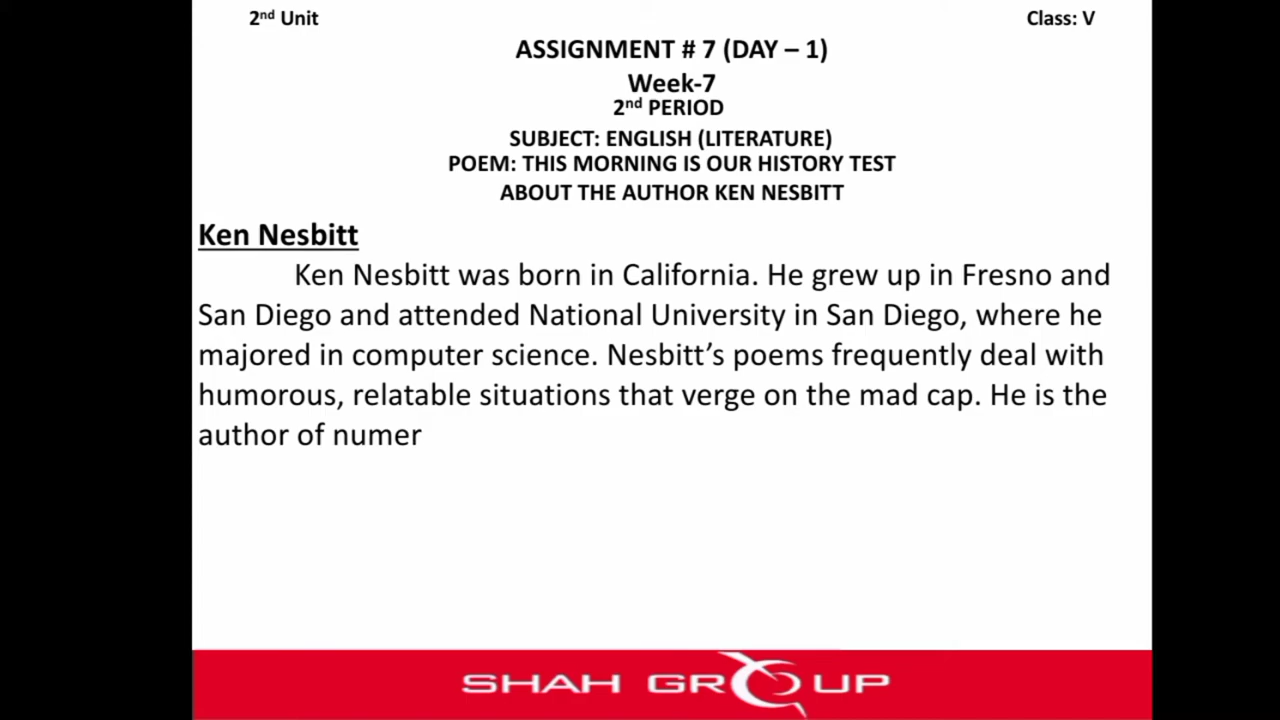 2nd Unit Class: V
ASSIGNMENT # 7 (DAY – 1)
Week-7
2nd PERIOD
SUBJECT: ENGLISH (LITERATURE)
POEM: THIS MORNING IS OUR HISTORY TEST
ABOUT THE AUTHOR KEN NESBITT
Ken Nesbitt
Ken Nesbitt was born in California. He grew up in Fresno and
San Diego and attended National University in San Diego, where he
majored in computer science. Nesbitt’s poems frequently deal with
humorous, relatable situations that verge on the mad cap. He is the
author of numer
SHAH GROUP